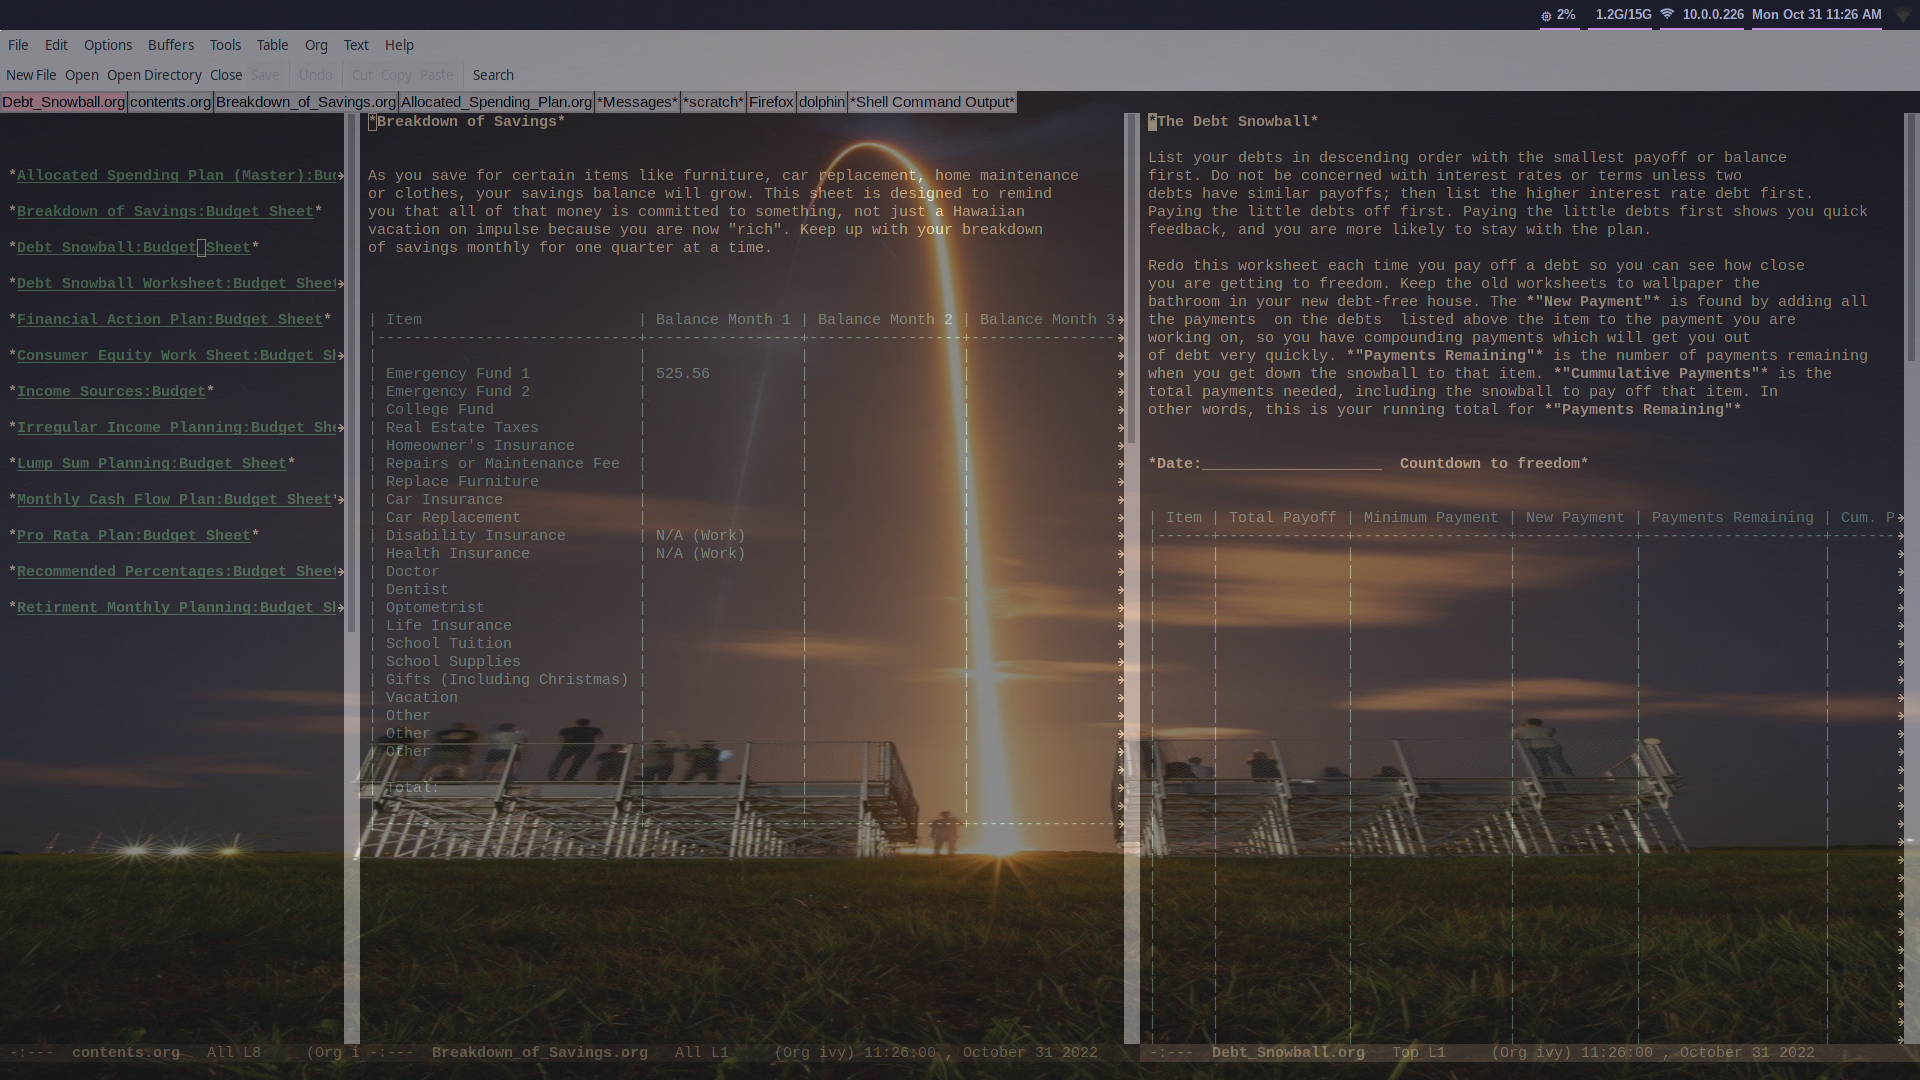 2% 1.2G/15G 10.0.0.226 Mon Oct 31 11:26 AM
File Edit Options Buffers Tools Table Org Text Help
New File Open Open Directory Close Save Undo Cut Copy Paste Search
Debt_Snowball.org contents.org Breakdown_of_Savings.org Allocated_Spending_Plan.org *Messages* *scratch* Firefox dolphin *Shell Command Output*
*Allocated Spending Plan (Master):Bud
*Breakdown of Savings:Budget Sheet*
*Debt Snowball:Budget Sheet*
*Debt Snowball Worksheet:Budget Sheet
*Financial Action Plan:Budget Sheet*
*Consumer Equity Work Sheet:Budget Sh
*Income Sources:Budget*
*Irregular Income Planning:Budget She
*Lump Sum Planning:Budget Sheet*
*Monthly Cash Flow Plan:Budget Sheet*
*Pro Rata Plan:Budget Sheet*
*Recommended Percentages:Budget Sheet
*Retirment Monthly Planning:Budget Sh
-:--- contents.org All L8 (Org i
*Breakdown of Savings*
As you save for certain items like furniture, car replacement, home maintenance
or clothes, your savings balance will grow. This sheet is designed to remind
you that all of that money is committed to something, not just a Hawaiian
vacation on impulse because you are now "rich". Keep up with your breakdown
of savings monthly for one quarter at a time.
| Item | Balance Month 1 | Balance Month 2 | Balance Month 3
| Emergency Fund 1 | 525.56 |
| Emergency Fund 2 | |
| College Fund | |
| Real Estate Taxes | |
| Homeowner's Insurance | |
| Repairs or Maintenance Fee | |
| Replace Furniture | |
| Car Insurance | |
| Car Replacement | |
| Disability Insurance | N/A (Work) |
| Health Insurance | N/A (Work) |
| Doctor | |
| Dentist | |
| Optometrist | |
| Life Insurance | |
| School Tuition | |
| School Supplies | |
| Gifts (Including Christmas) | |
| Vacation | |
| Other | |
| Other | |
| Other | |
| Total: | |
-:--- Breakdown_of_Savings.org All L1 (Org ivy) 11:26:00 , October 31 2022
*The Debt Snowball*
List your debts in descending order with the smallest payoff or balance
first. Do not be concerned with interest rates or terms unless two
debts have similar payoffs; then list the higher interest rate debt first.
Paying the little debts off first. Paying the little debts first shows you quick
feedback, and you are more likely to stay with the plan.
Redo this worksheet each time you pay off a debt so you can see how close
you are getting to freedom. Keep the old worksheets to wallpaper the
bathroom in your new debt-free house. The *"New Payment"* is found by adding all
the payments on the debts listed above the item to the payment you are
working on, so you have compounding payments which will get you out
of debt very quickly. *"Payments Remaining"* is the number of payments remaining
when you get down the snowball to that item. *"Cummulative Payments"* is the
total payments needed, including the snowball to pay off that item. In
other words, this is your running total for *"Payments Remaining"*
*Date:____________________ Countdown to freedom*
| Item | Total Payoff | Minimum Payment | New Payment | Payments Remaining | Cum. P
-:--- Debt_Snowball.org Top L1 (Org ivy) 11:26:00 , October 31 2022